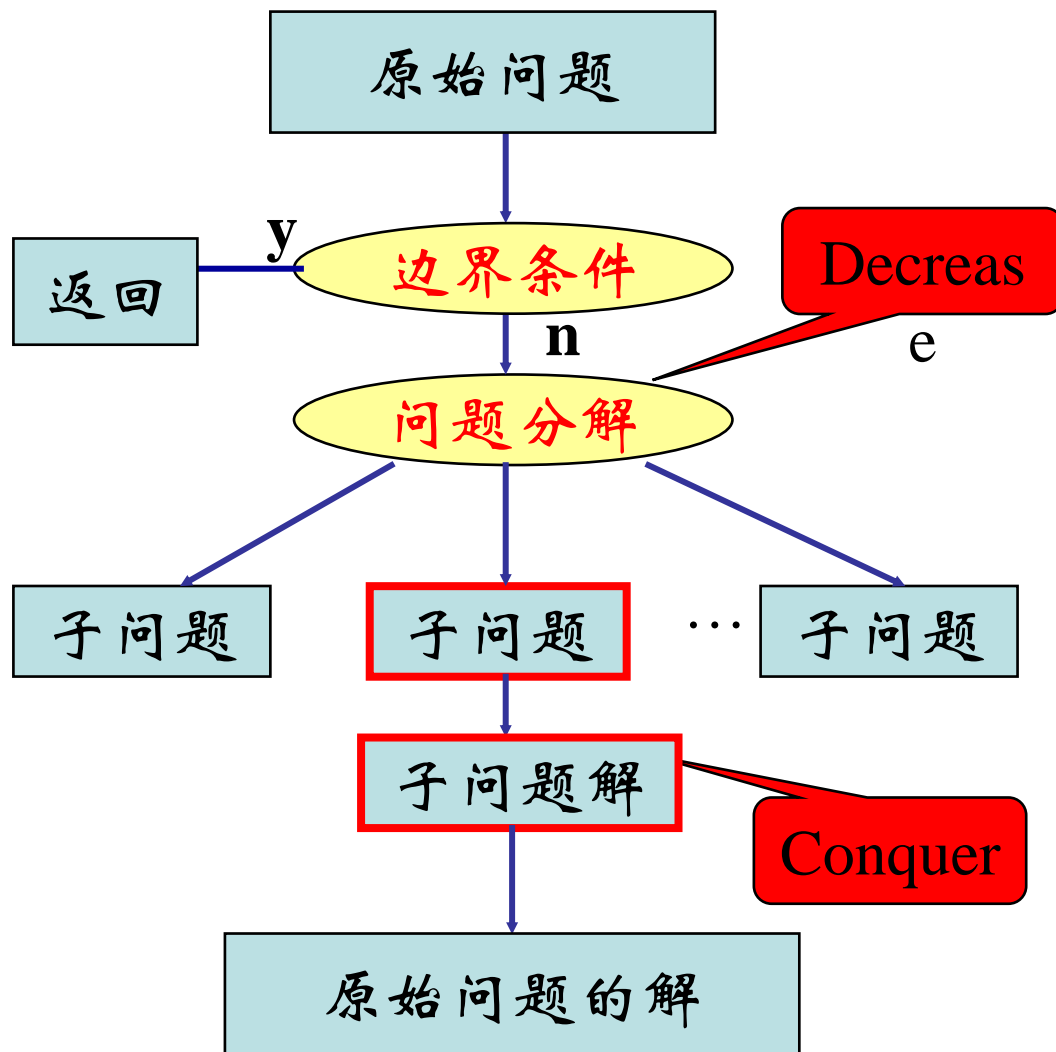 原始问题
y
边界条件
Decreas
e
返回
n
问题分解
子问题
子问题
…
子问题
子问题解
Conquer
原始问题的解